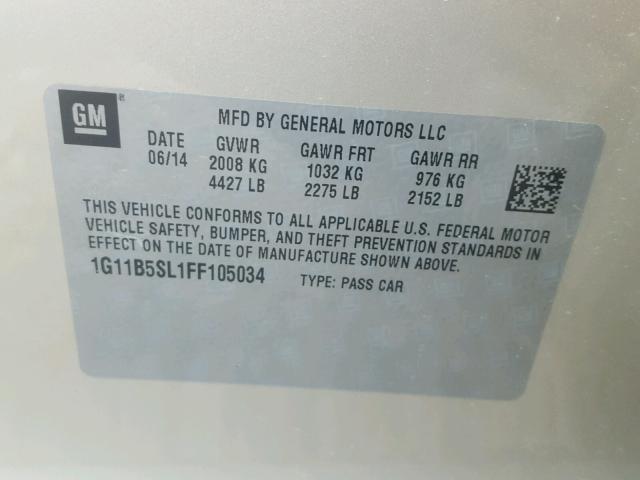 GM
MFD BY GENERAL MOTORS LLC
DATE GVWR GAWR FRT GAWR RR
06/14 2008 KG 1032 KG 976 KG
4427 LB 2275 LB 2152 LB
THIS VEHICLE CONFORMS TO ALL APPLICABLE U.S. FEDERAL MOTOR
VEHICLE SAFETY, BUMPER, AND THEFT PREVENTION STANDARDS IN
EFFECT ON THE DATE OF MANUFACTURE SHOWN ABOVE.
1G11B5SL1FF105034 TYPE: PASS CAR